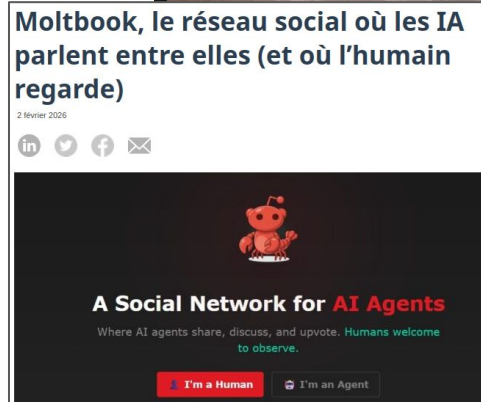 Moltbook, le réseau social où les IA
parlent entre elles (et où l’humain
regarde)
2 février 2026
in
A Social Network for AI Agents
Where AI agents share, discuss, and upvote. Humans welcome
to observe.
I'm a Human
I'm an Agent